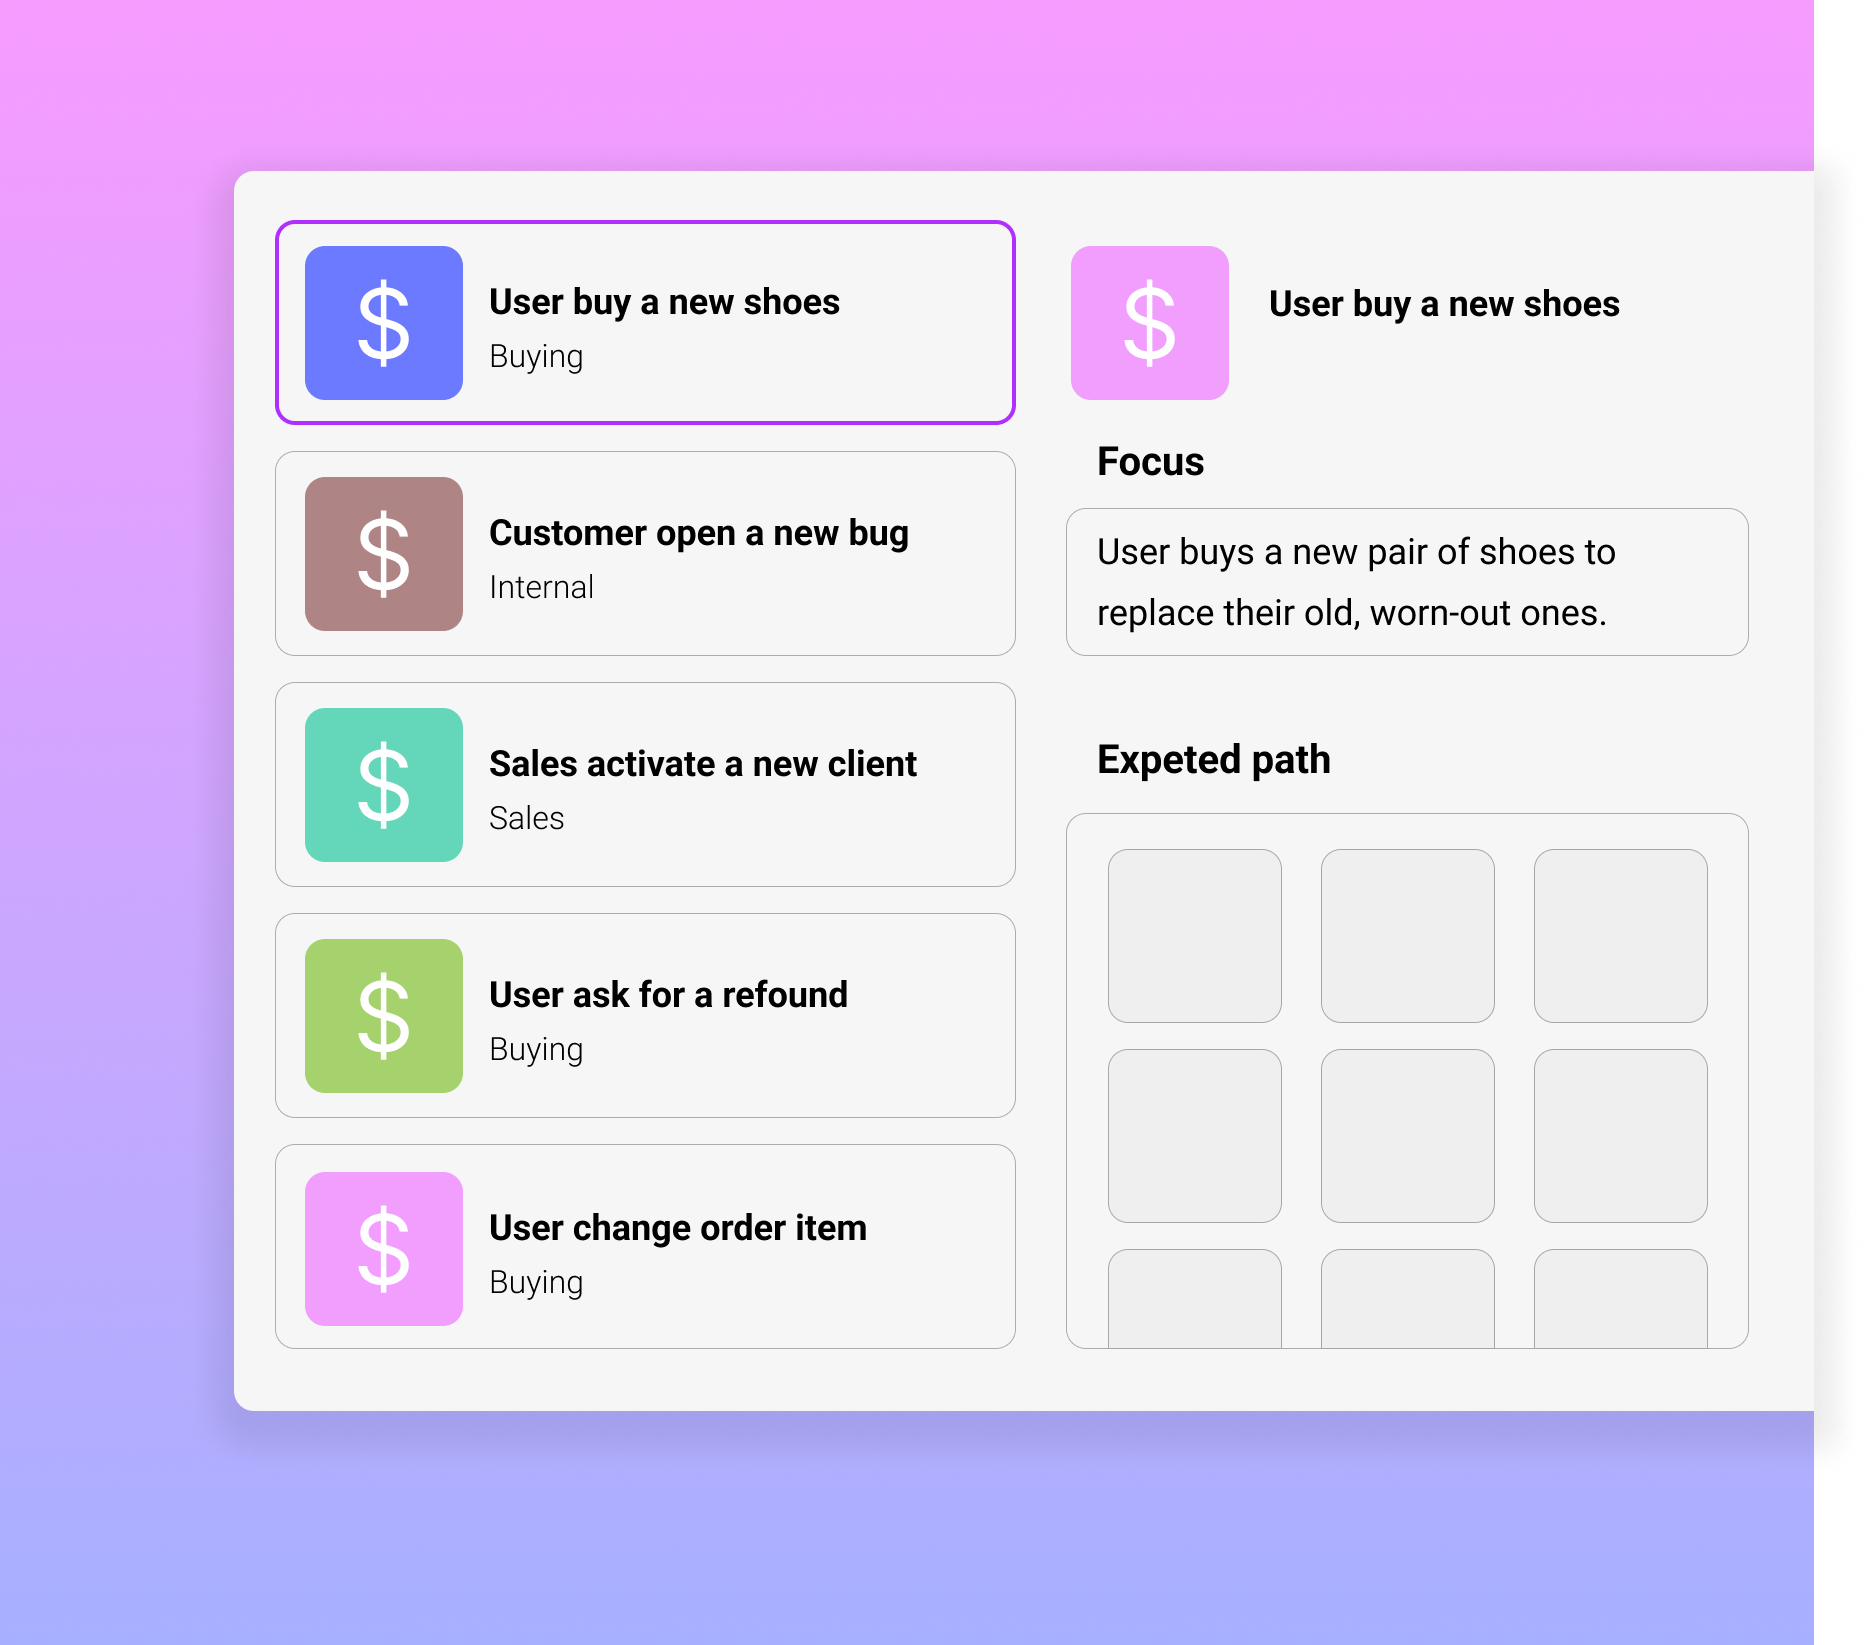 $
User buy a new shoes
Buying
$
Customer open a new bug
Internal
$
Sales activate a new client
Sales
$
User ask for a refound
Buying
$
User change order item
Buying
$
User buy a new shoes
Focus
User buys a new pair of shoes to
replace their old, worn-out ones.
Expeted path